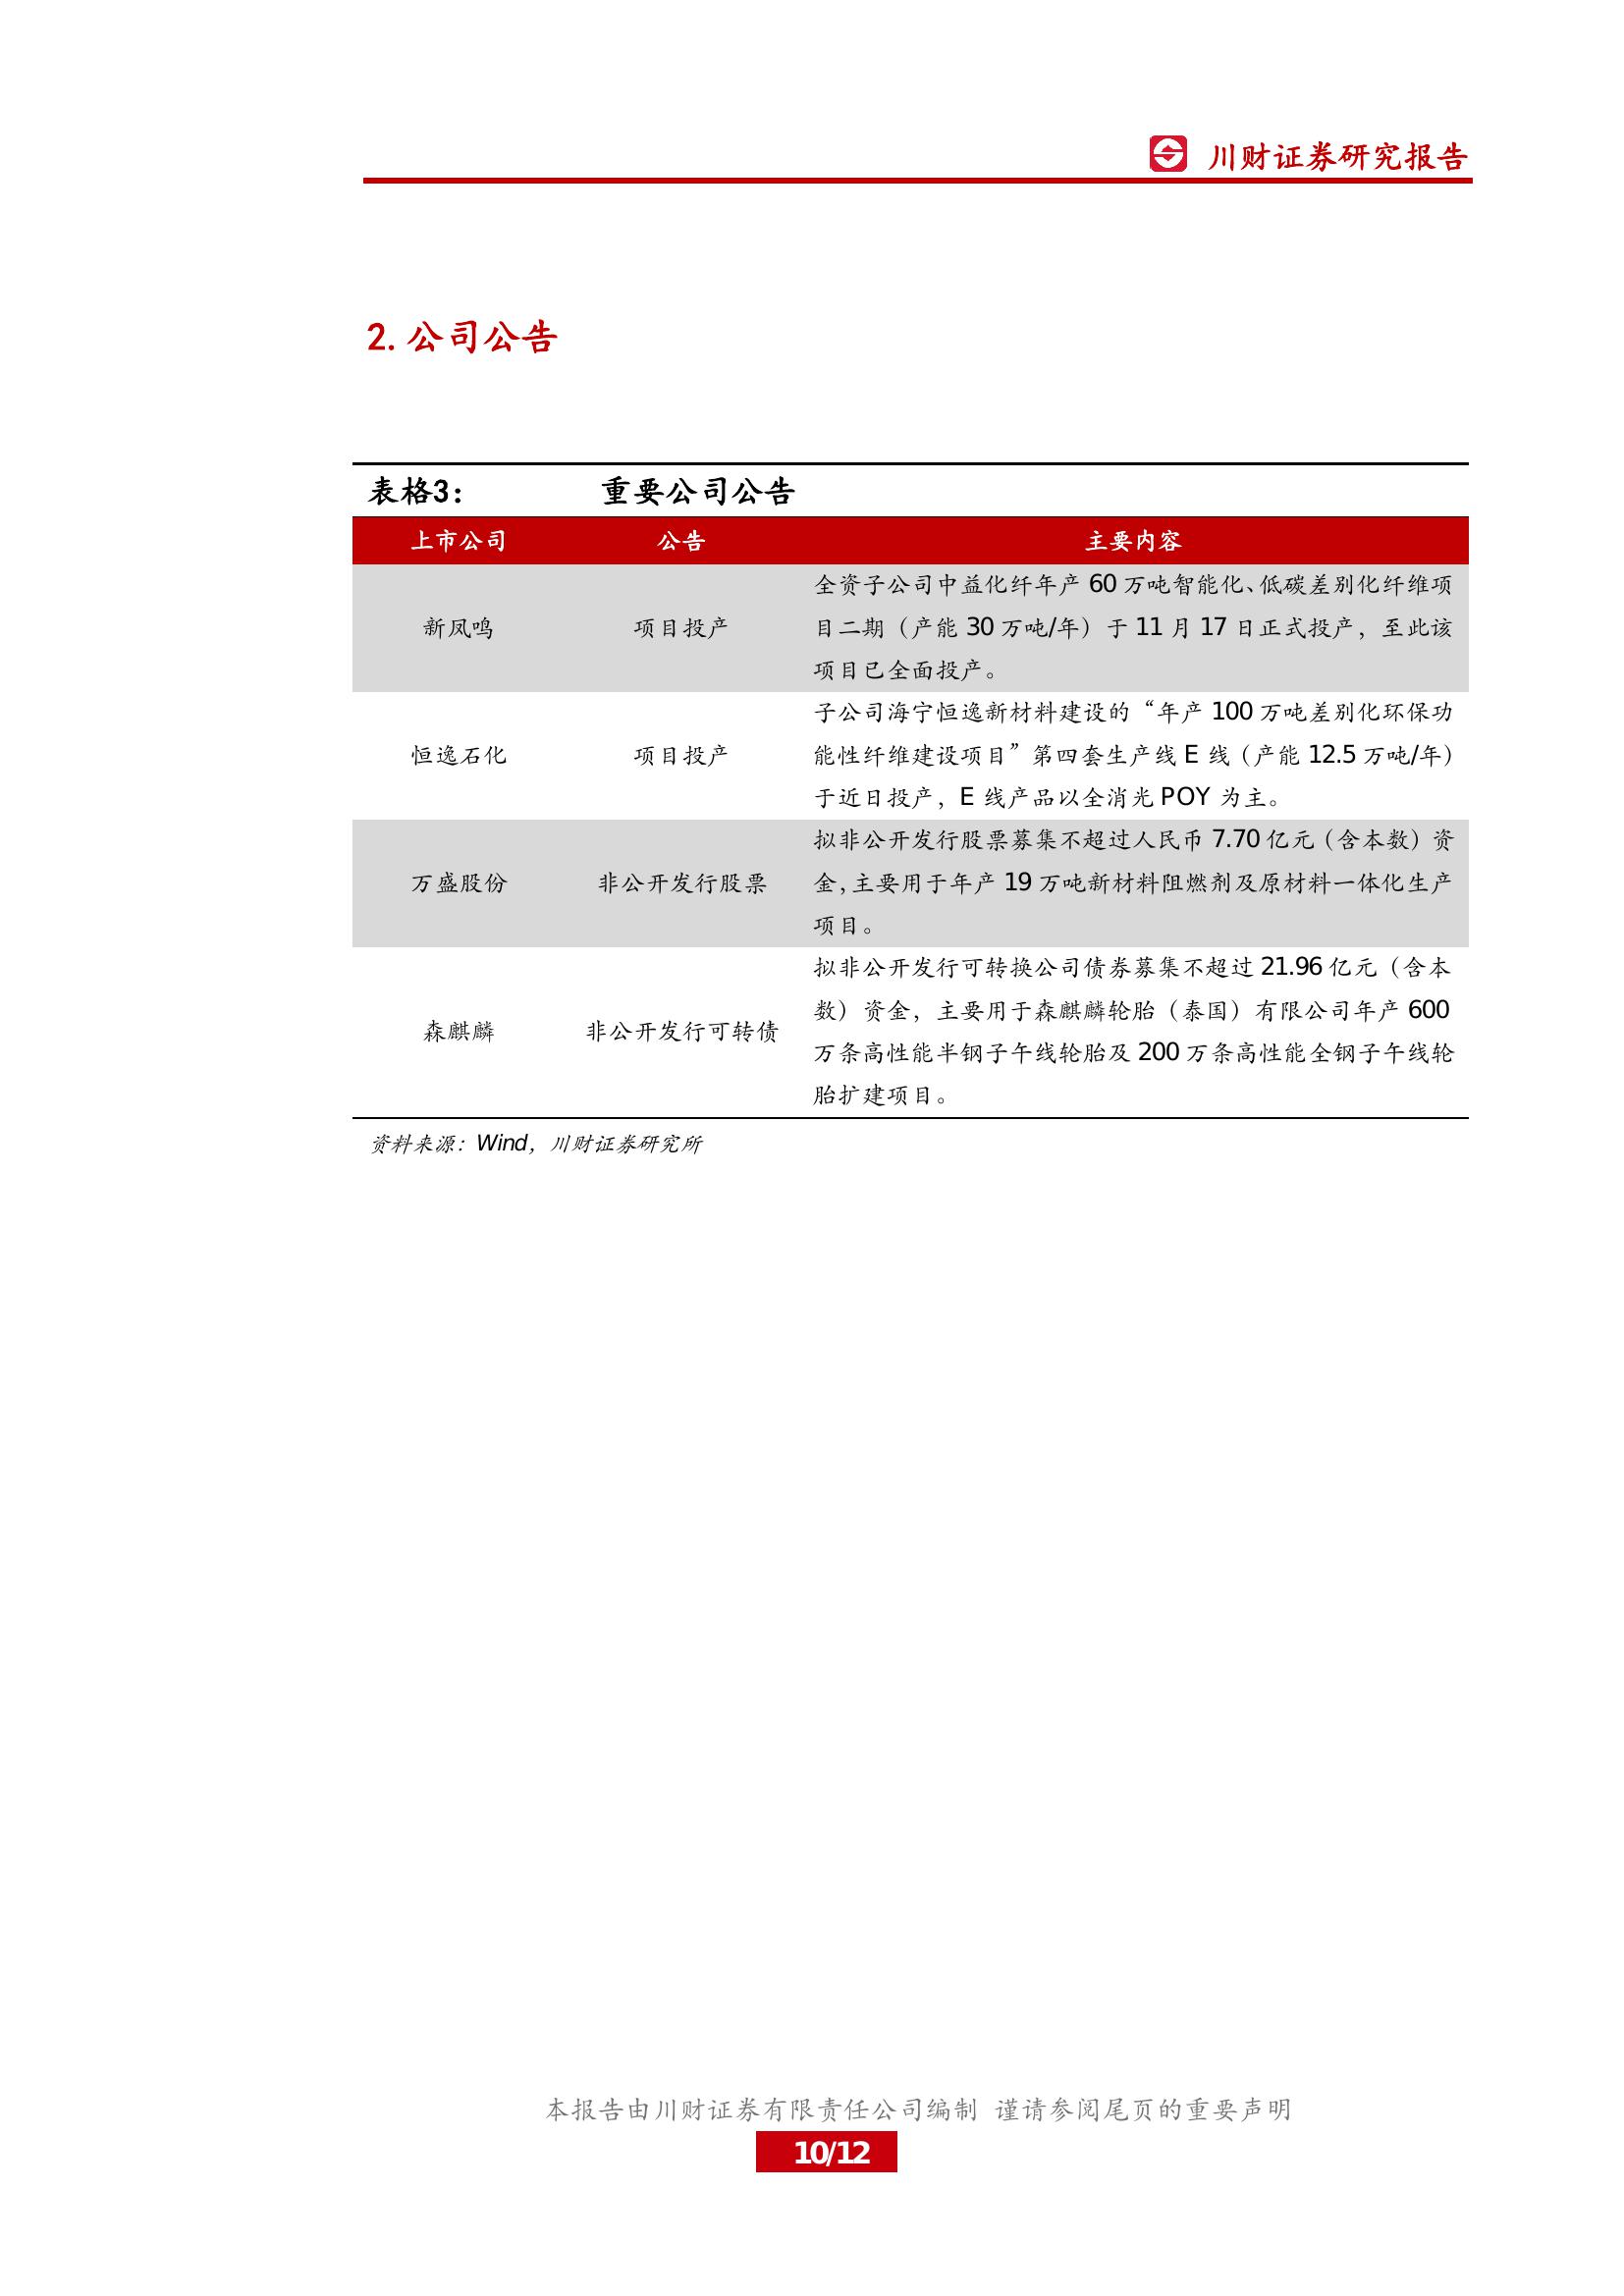 川财证券研究报告
2. 公司公告
表格3： 重要公司公告
上市公司 公告 主要内容
新凤鸣 项目投产
全资子公司中益化纤年产 60 万吨智能化、低碳差别化纤维项
目二期（产能 30 万吨/年）于 11 月 17 日正式投产，至此该
项目已全面投产。
恒逸石化 项目投产
子公司海宁恒逸新材料建设的“年产 100 万吨差别化环保功
能性纤维建设项目”第四套生产线 E 线（产能 12.5 万吨/年）
于近日投产，E 线产品以全消光 POY 为主。
万盛股份 非公开发行股票
拟非公开发行股票募集不超过人民币 7.70 亿元（含本数）资
金，主要用于年产 19 万吨新材料阻燃剂及原材料一体化生产
项目。
森麒麟 非公开发行可转债
拟非公开发行可转换公司债券募集不超过 21.96 亿元（含本
数）资金，主要用于森麒麟轮胎（泰国）有限公司年产 600
万条高性能半钢子午线轮胎及 200 万条高性能全钢子午线轮
胎扩建项目。
资料来源：Wind，川财证券研究所
本报告由川财证券有限责任公司编制 谨请参阅尾页的重要声明
10/12